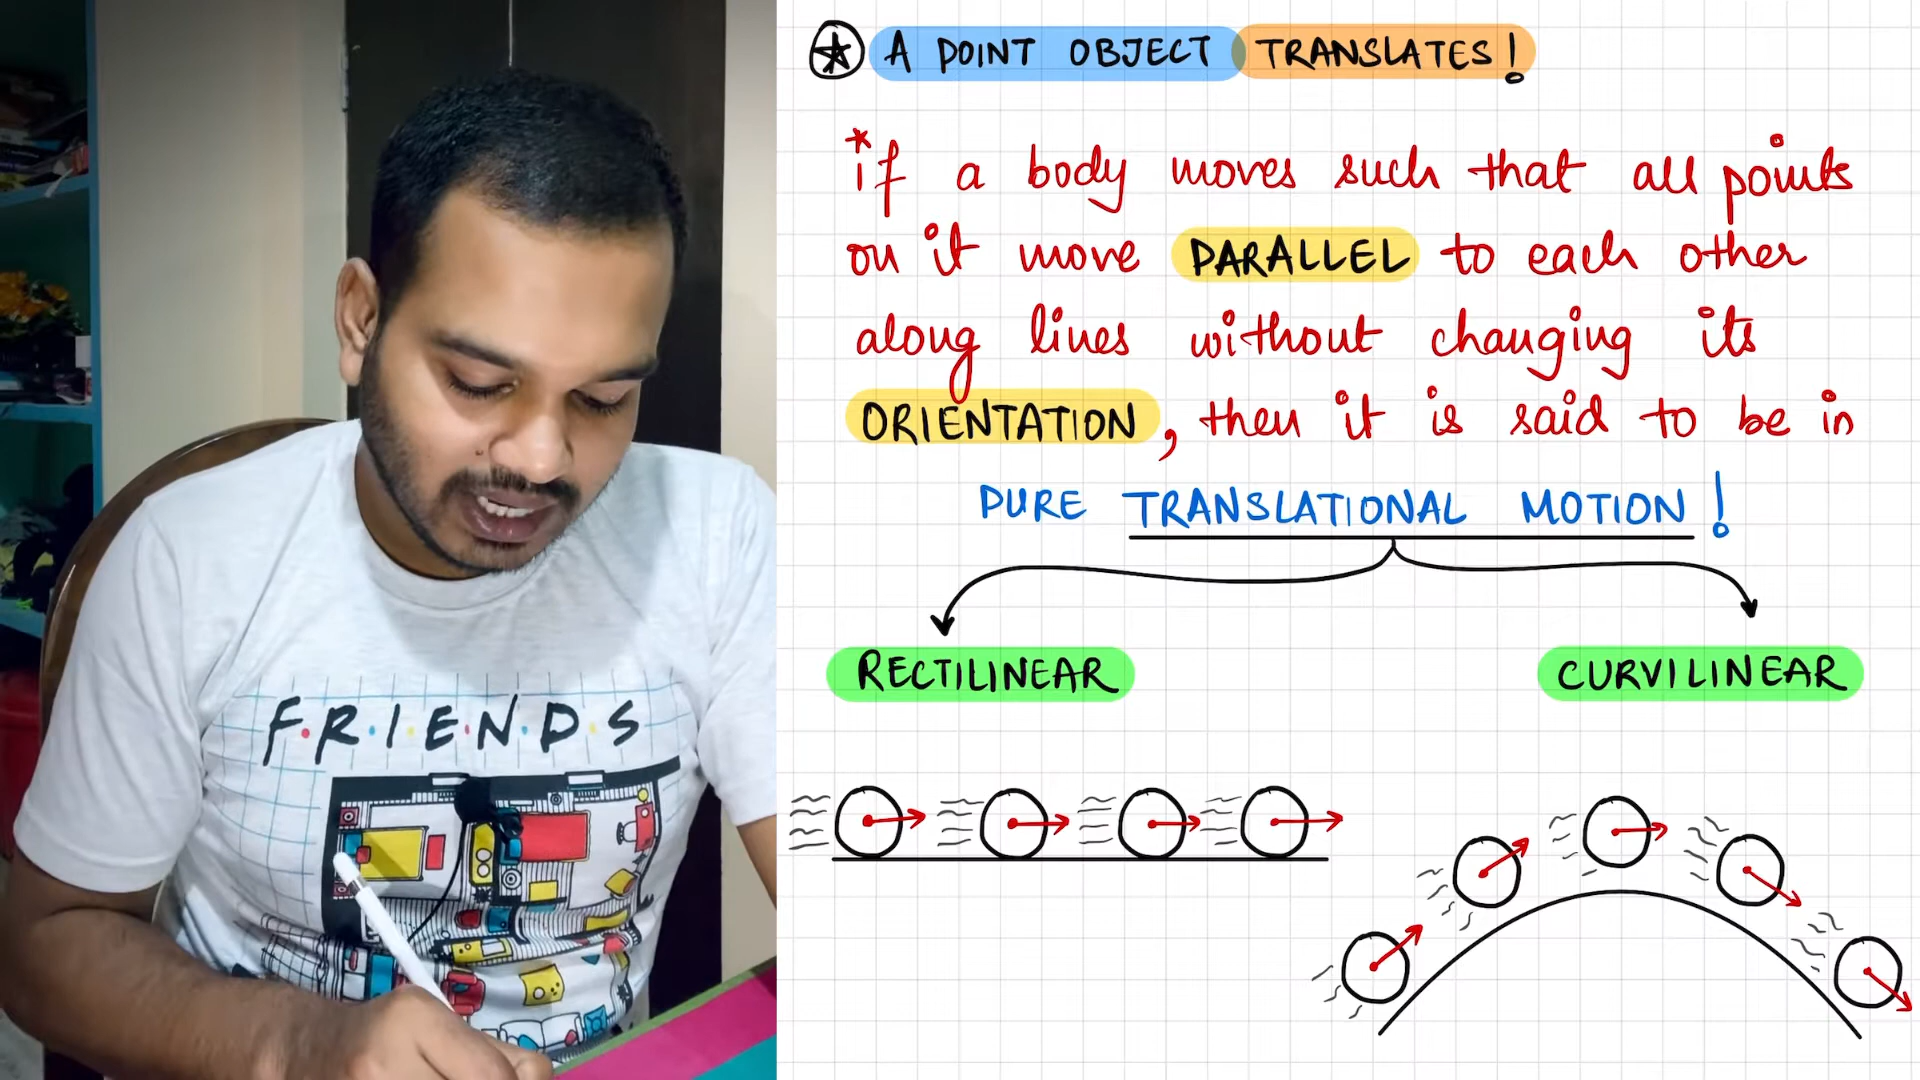 A POINT OBJECT TRANSLATES!
*if a body moves such that all points
on it move PARALLEL to each other
along lines without changing its
ORIENTATION, then it is said to be in
PURE TRANSLATIONAL MOTION!
RECTILINEAR
CURVILINEAR
F.R.I.E.N.D.S